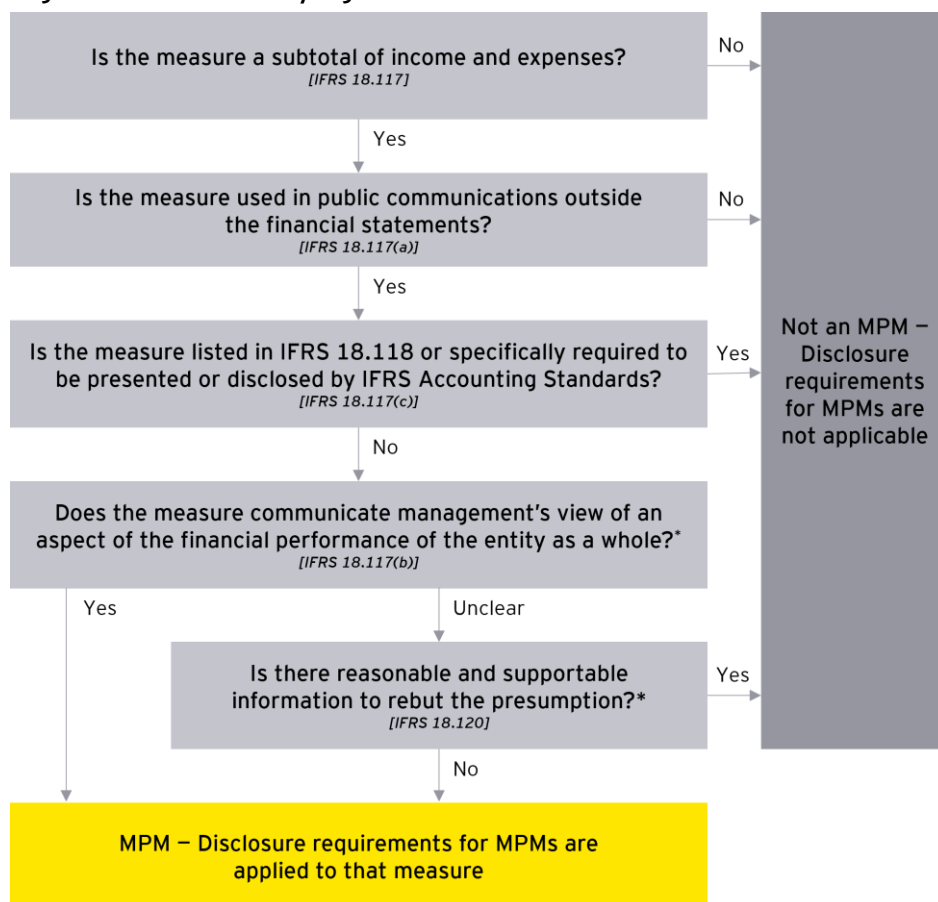 Is the measure a subtotal of income and expenses?
[IFRS 18.117]
No
Yes
Is the measure used in public communications outside
the financial statements?
[IFRS 18.117(a)]
No
Yes
Is the measure listed in IFRS 18.118 or specifically required to
be presented or disclosed by IFRS Accounting Standards?
[IFRS 18.117(c)]
Yes
No
Not an MPM –
Disclosure
requirements
for MPMs are
not applicable
Does the measure communicate management's view of an
aspect of the financial performance of the entity as a whole?*
[IFRS 18.117(b)]
Yes
Unclear
Is there reasonable and supportable
information to rebut the presumption?*
[IFRS 18.120]
Yes
No
MPM – Disclosure requirements for MPMs are
applied to that measure